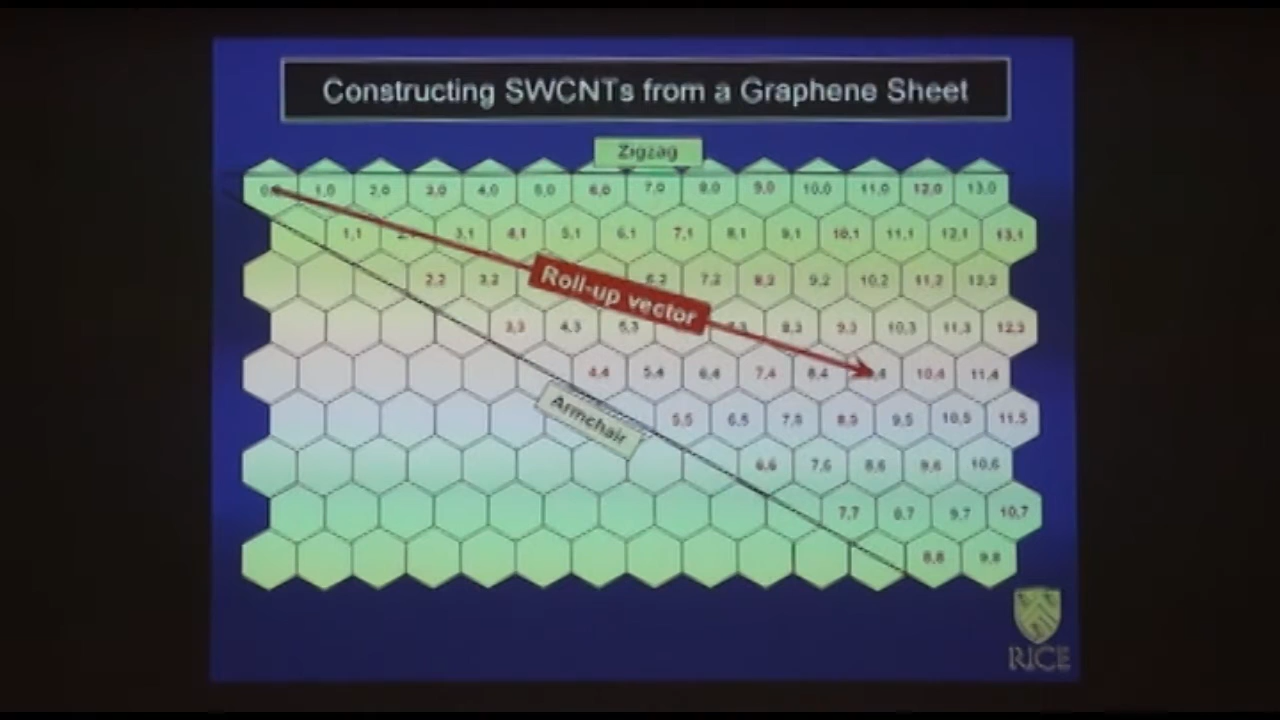 Constructing SWCNTs from a Graphene Sheet
Zigzag
1,0 2,0 3,0 4,0 5,0 6,0 7,0 8,0 9,0 10,0 11,0 12,0 13,0
1,1 3,1 4,1 5,1 6,1 7,1 8,1 9,1 10,1 11,1 12,1 13,1
2,2 3,2 6,2 7,2 8,2 9,2 10,2 11,2 12,2
Roll-up vector
3,3 4,3 5,3 7,3 8,3 9,3 10,3 11,3 12,3
4,4 5,4 6,4 7,4 8,4 10,4 11,4
Armchair
5,5 6,5 7,5 8,5 9,5 10,5 11,5
6,6 7,6 8,6 9,6 10,6
7,7 8,7 9,7 10,7
8,8 9,8
RICE